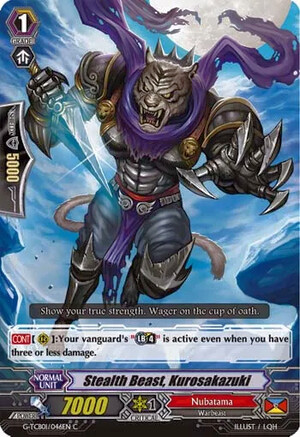 1
GRADE
5000
Show your true strength. Wager on the cup of oath.
CONT [ ]:Your vanguard's "LB 4" is active even when you have
three or less damage.
NORMAL UNIT
Stealth Beast, Kurosakazuki
POWER
7000
1
CRITICAL
Nubatama
Warbeast
G-TCB01/046EN C
ILLUST / LQH